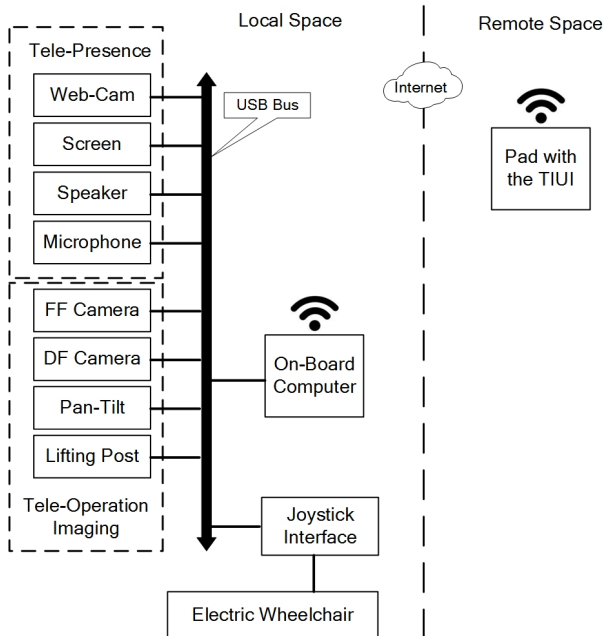 Local Space
Remote Space
Tele-Presence
Web-Cam
Screen
Speaker
Microphone
USB Bus
Internet
Pad with
the TIUI
FF Camera
DF Camera
Pan-Tilt
Lifting Post
Tele-Operation
Imaging
On-Board
Computer
Joystick
Interface
Electric Wheelchair